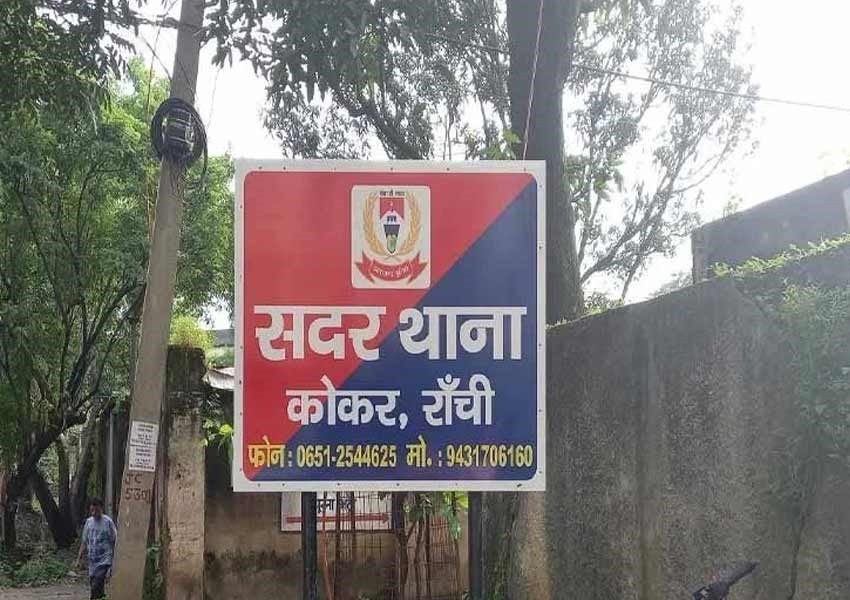 सदर थाना
कोकर, राँची
फोन : 0651-2544625 मो. : 9431706160